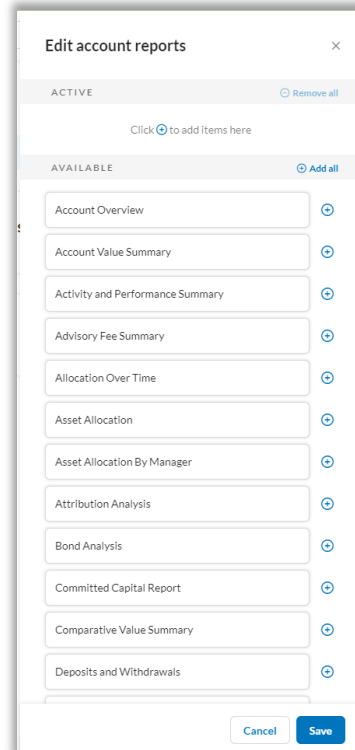 Edit account reports
ACTIVE
Remove all
Click to add items here
AVAILABLE
Add all
Account Overview
Account Value Summary
Activity and Performance Summary
Advisory Fee Summary
Allocation Over Time
Asset Allocation
Asset Allocation By Manager
Attribution Analysis
Bond Analysis
Committed Capital Report
Comparative Value Summary
Deposits and Withdrawals
Cancel
Save